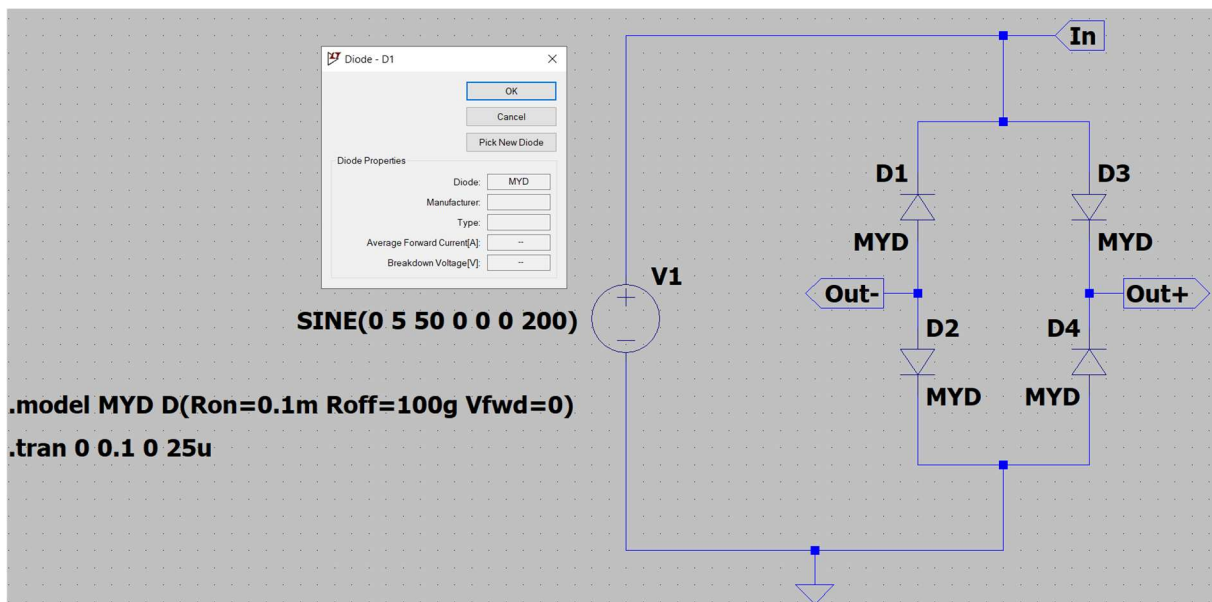 In
Diode - D1
OK
Cancel
Pick New Diode
Diode Properties
Diode: MYD
Manufacturer:
Type:
Average Forward Current[A]: --
Breakdown Voltage[V]: --
D1
D3
MYD
MYD
V1
Out-
Out+
SINE(0 5 50 0 0 0 200)
D2
D4
MYD
MYD
.model MYD D(Ron=0.1m Roff=100g Vfwd=0)
.tran 0 0.1 0 25u